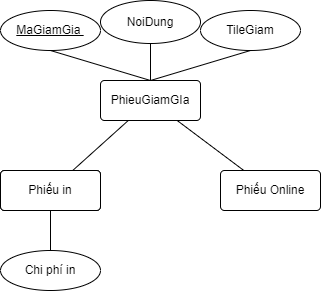 NoiDung
MaGiamGia
TileGiam
PhieuGiamGIa
Phiếu in
Phiếu Online
Chi phí in